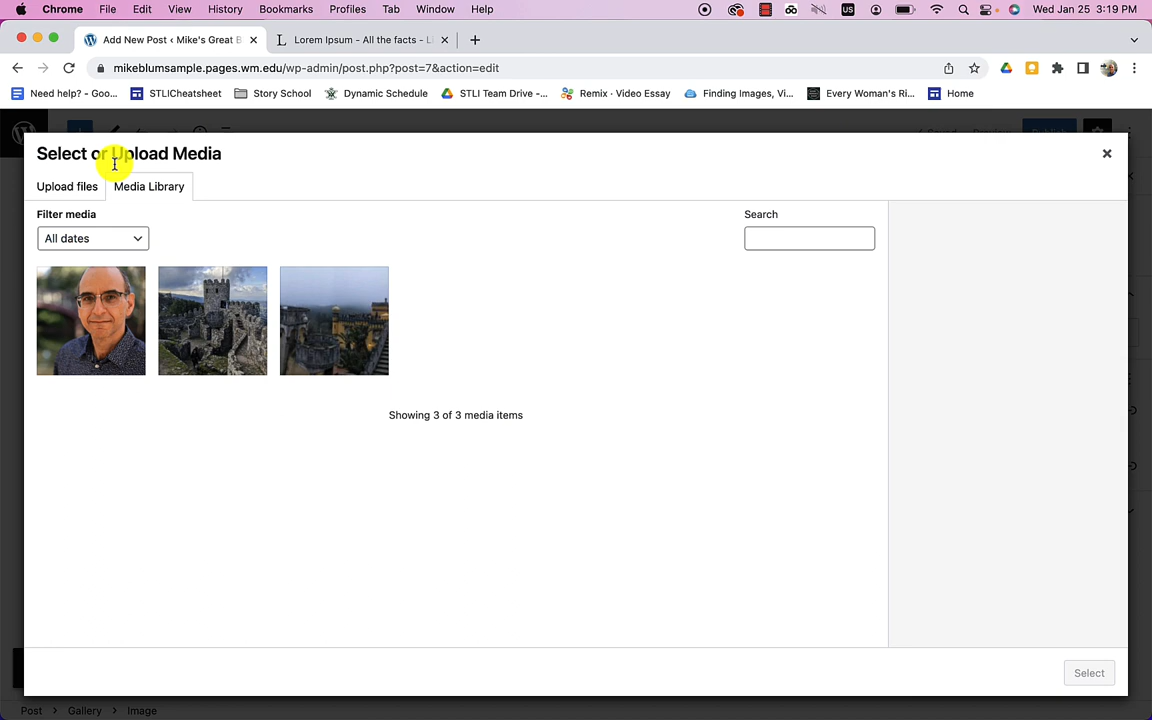 Chrome File Edit View History Bookmarks Profiles Tab Window Help US Wed Jan 25 3:19 PM
Add New Post ‹ Mike's Great B Lorem Ipsum - All the facts - L
mikeblumsample.pages.wm.edu/wp-admin/post.php?post=7&action=edit
Need help? - Goo... STLICheatsheet Story School Dynamic Schedule STLI Team Drive -... Remix · Video Essay Finding Images, Vi... Every Woman's Ri... Home
Select or Upload Media
Upload files Media Library
Filter media Search
All dates
Showing 3 of 3 media items
Select
Post › Gallery › Image